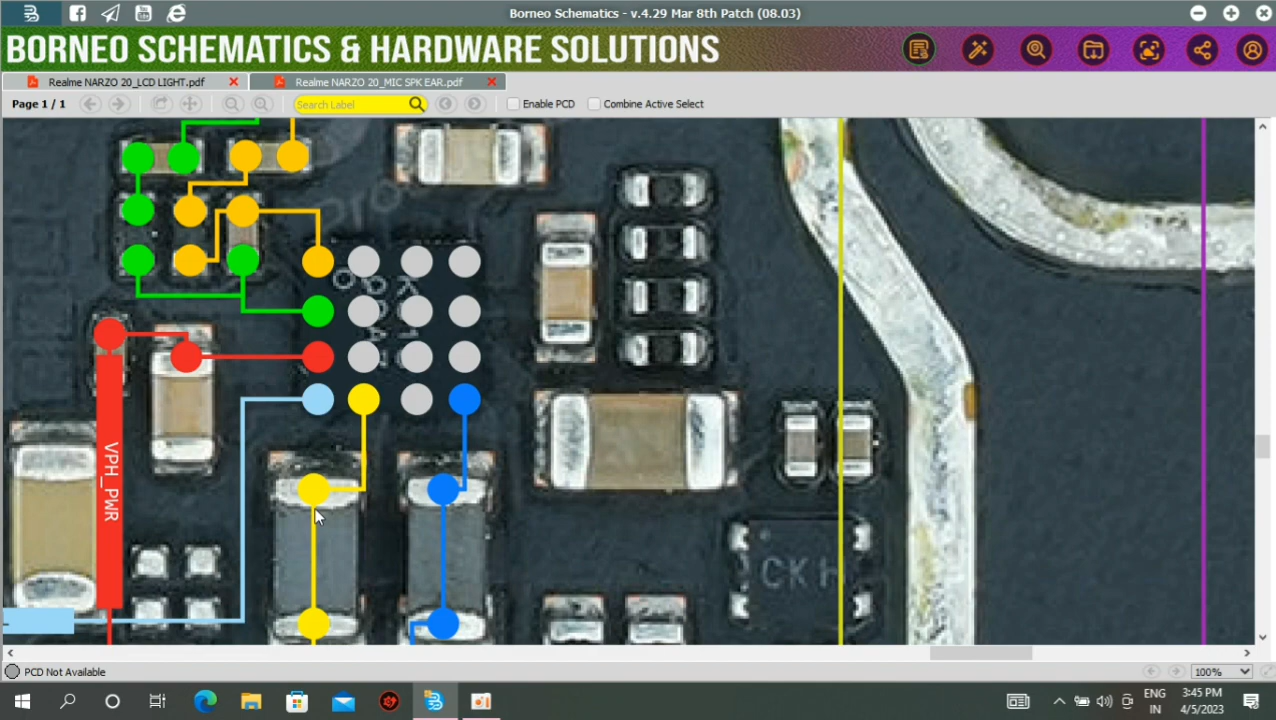 Borneo Schematics - v.4.29 Mar 8th Patch (08.03)
BORNEO SCHEMATICS & HARDWARE SOLUTIONS
Realme NARZO 20_LCD LIGHT.pdf
Realme NARZO 20_MIC SPK EAR.pdf
Page 1 / 1
Search Label
Enable PCD
Combine Active Select
VPH_PWR
CKH
PCD Not Available
100%
ENG
IN
3:45 PM
4/5/2023